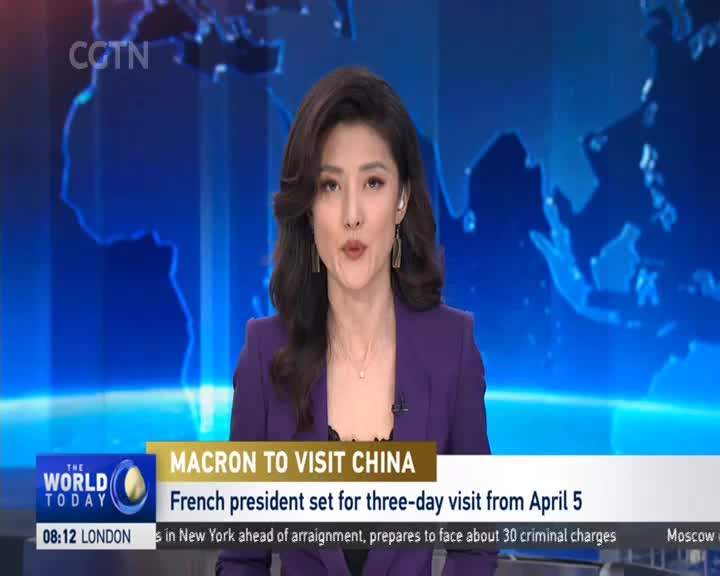 CGTN
MACRON TO VISIT CHINA
THE
WORLD
TODAY
French president set for three-day visit from April 5
08:12 LONDON
s in New York ahead of arraignment, prepares to face about 30 criminal charges
Moscow